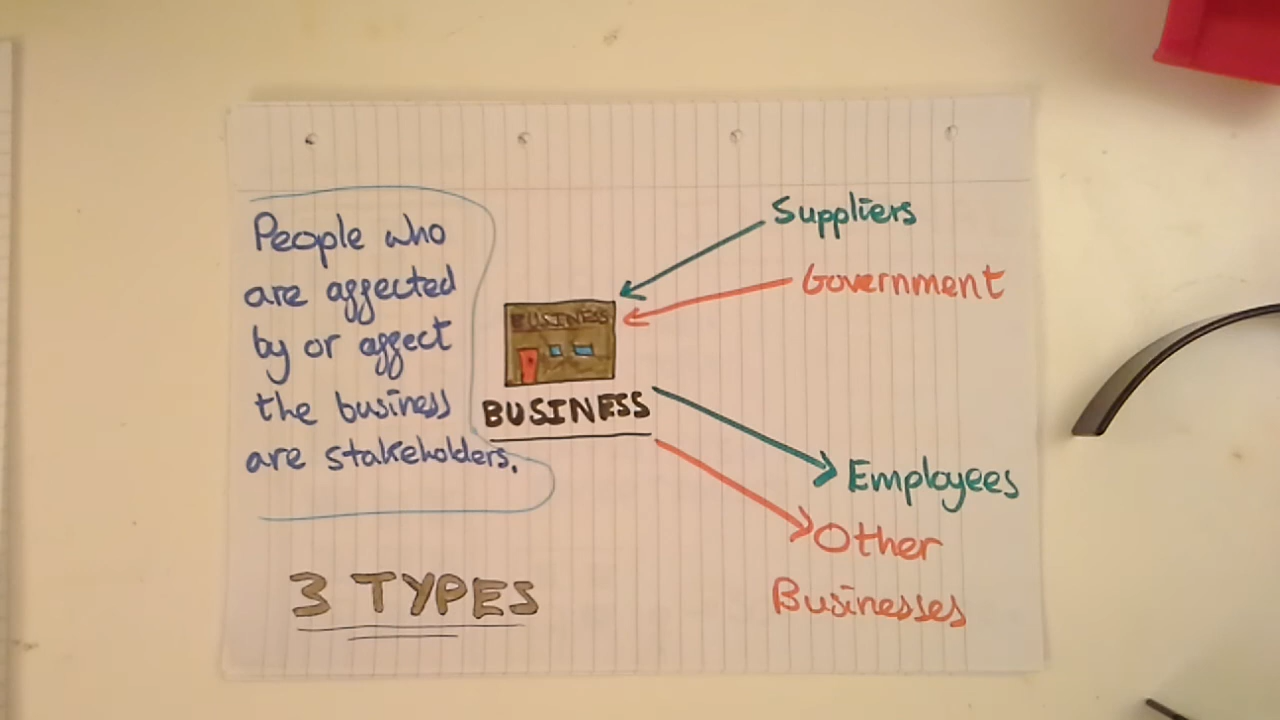 People who
are affected
by or affect
the business
are stakeholders.
3 TYPES
BUSINESS
BUSINESS
Suppliers
Government
Employees
Other
Businesses